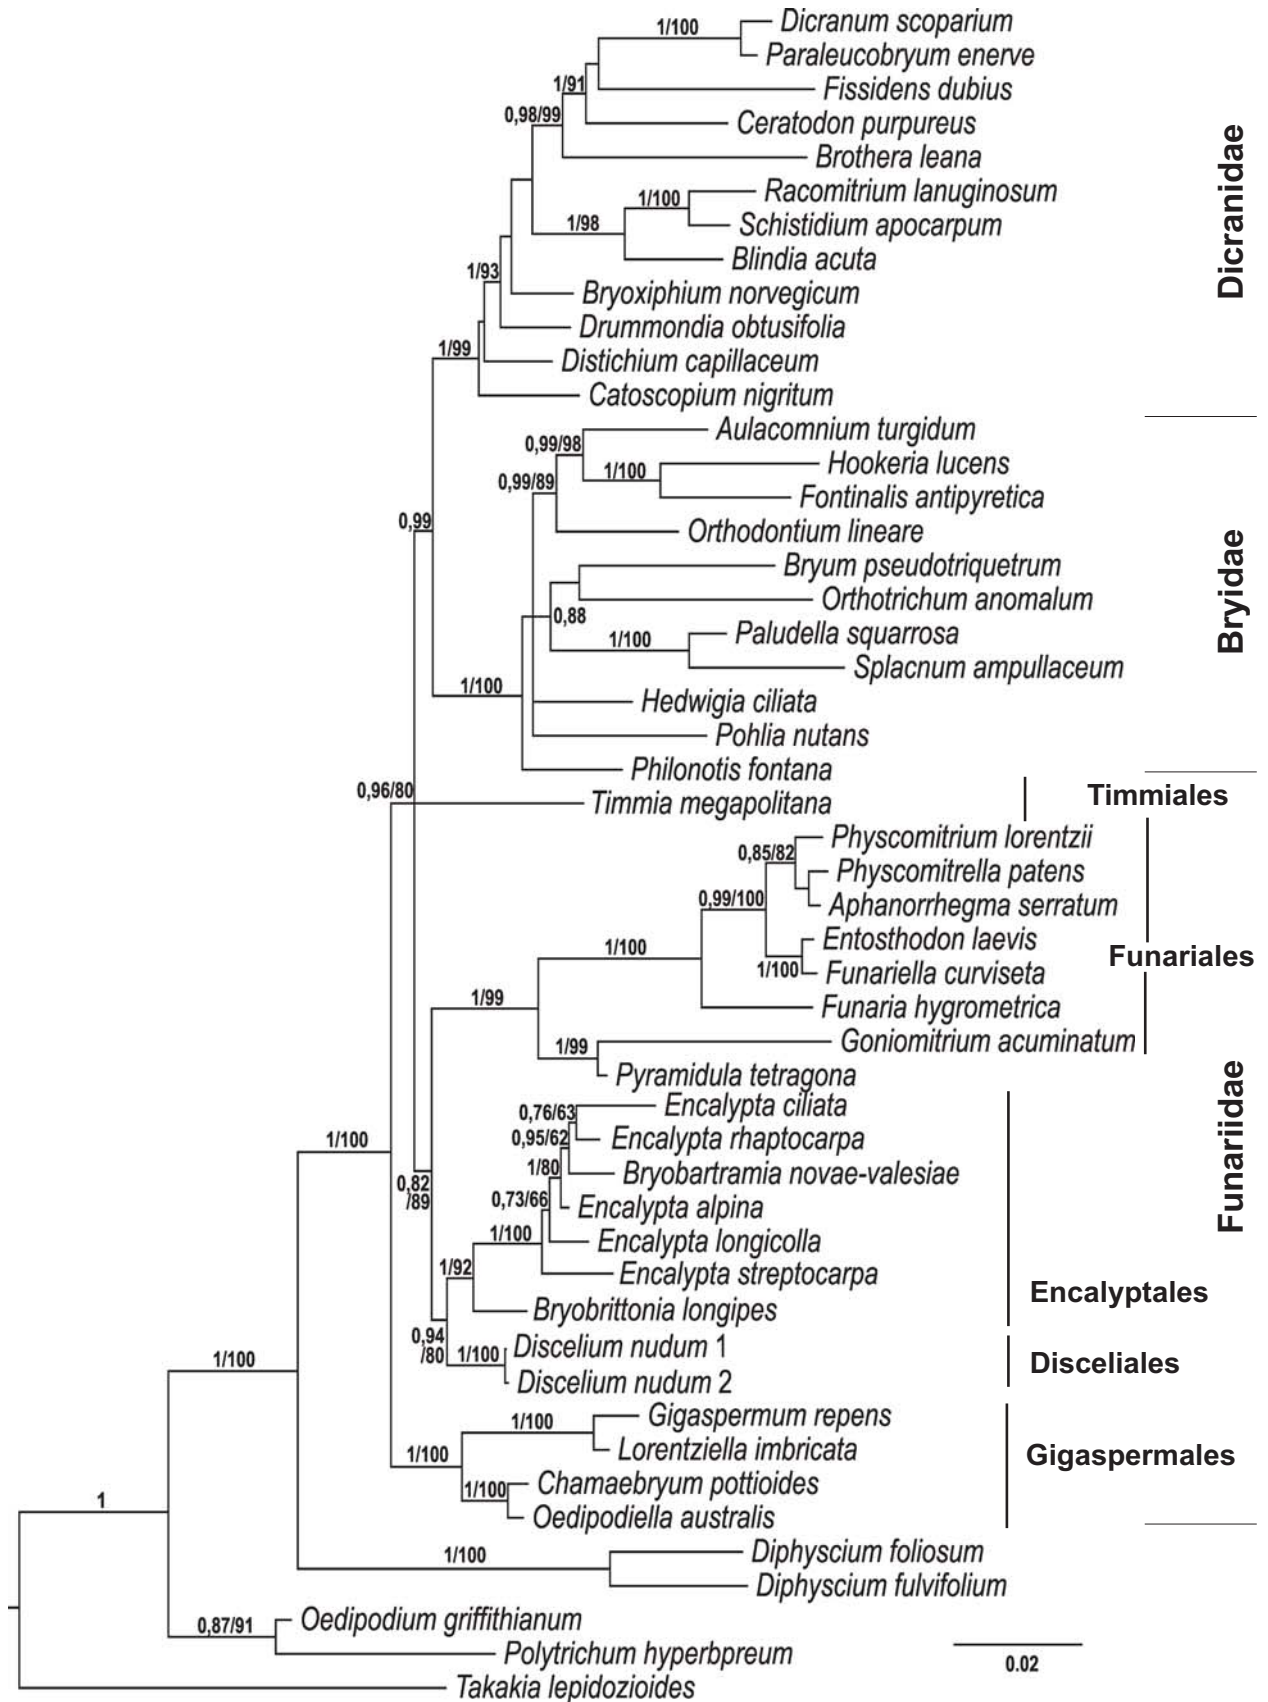 Dicranum scoparium
1/100
Paraleucobryum enerve
1/91
Fissidens dubius
0,98/99
Ceratodon purpureus
Brothera leana
Racomitrium lanuginosum
1/100
Schistidium apocarpum
1/98
Blindia acuta
Dicranidae
1/93
Bryoxiphium norvegicum
Drummondia obtusifolia
1/99
Distichium capillaceum
Catoscopium nigritum
Aulacomnium turgidum
0,99/98
Hookeria lucens
1/100
0,99/89
Fontinalis antipyretica
0,99
Orthodontium lineare
Bryum pseudotriquetrum
Orthotrichum anomalum
0,88
Paludella squarrosa
1/100
Splacnum ampullaceum
Bryidae
1/100
Hedwigia ciliata
Pohlia nutans
Philonotis fontana
0,96/80
Timmia megapolitana
Timmiales
Physcomitrium lorentzii
0,85/82
Physcomitrella patens
0,99/100
Aphanorrhegma serratum
Entosthodon laevis
1/100
1/100
Funariella curviseta
Funariales
1/99
Funaria hygrometrica
Goniomitrium acuminatum
1/99
Pyramidula tetragona
Encalypta ciliata
0,76/63
Encalypta rhaptocarpa
0,95/62
1/100
Bryobartramia novae-valesiae
1/80
0,82
/89
0,73/66
Encalypta alpina
Funariidae
1/100
Encalypta longicolla
1/92
Encalypta streptocarpa
Encalyptales
Bryobrittonia longipes
0,94
/80
1/100
Discelium nudum 1
Discelium nudum 2
Disceliales
1/100
Gigaspermum repens
1/100
Lorentziella imbricata
1/100
Gigaspermales
Chamaebryum pottioides
1/100
Oedipodiella australis
1
Diphyscium foliosum
1/100
Diphyscium fulvifolium
Oedipodium griffithianum
0,87/91
Polytrichum hyperbpreum
0.02
Takakia lepidozioides